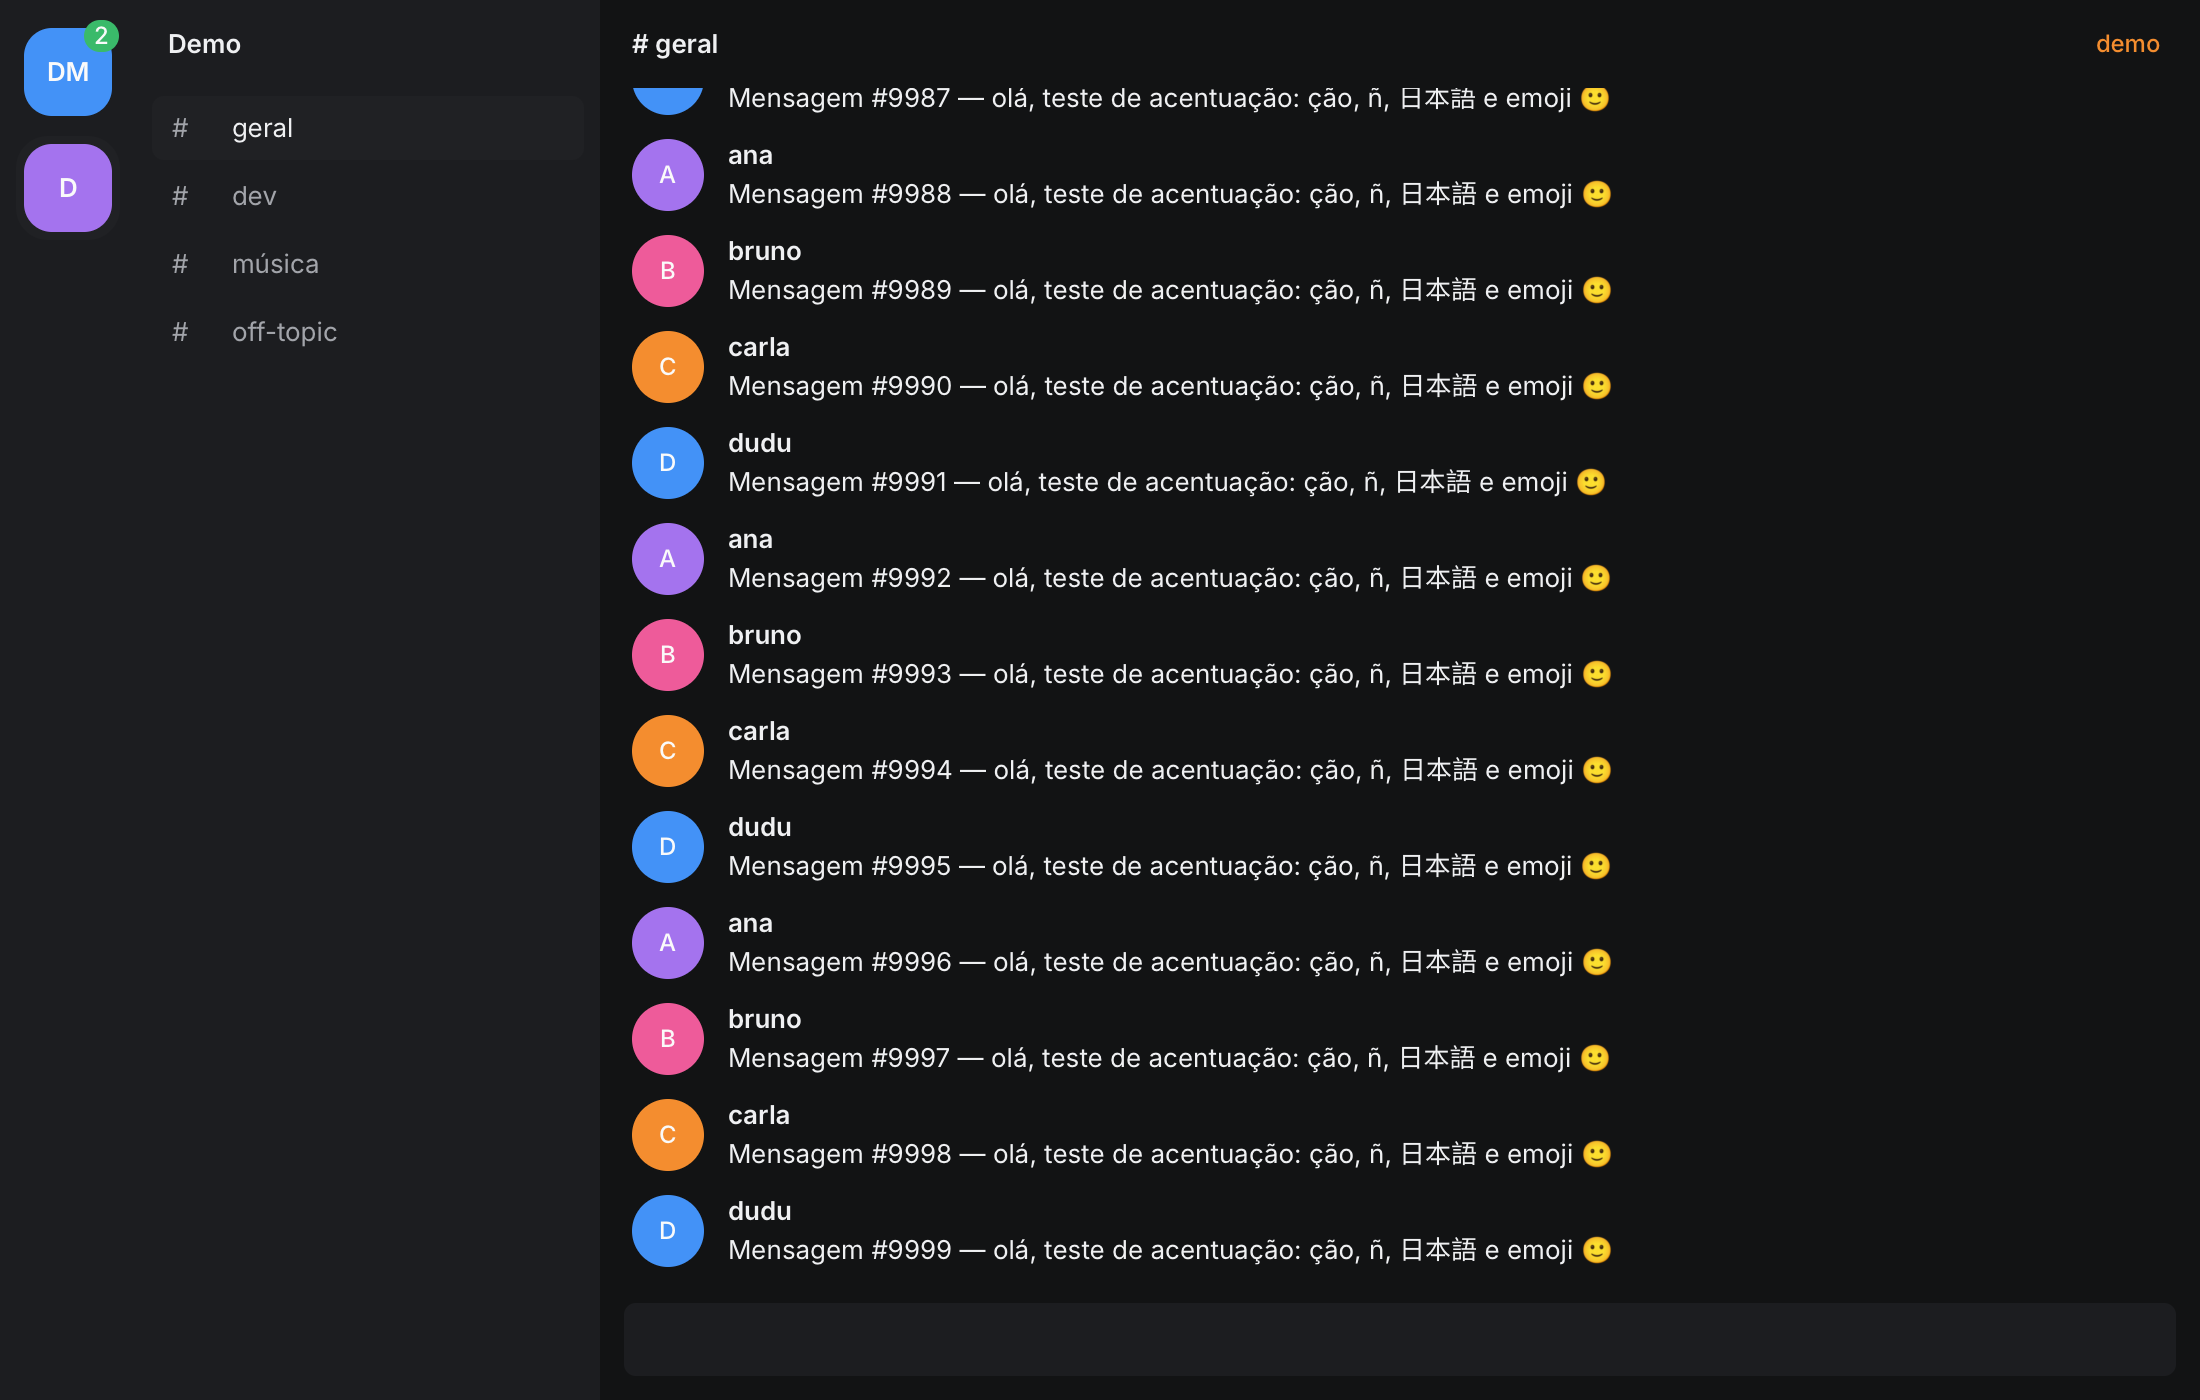 2
DM
D
Demo
# geral
# dev
# música
# off-topic
# geral
demo
Mensagem #9987 — olá, teste de acentuação: ção, ñ, 日本語 e emoji 🙂
A
ana
Mensagem #9988 — olá, teste de acentuação: ção, ñ, 日本語 e emoji 🙂
B
bruno
Mensagem #9989 — olá, teste de acentuação: ção, ñ, 日本語 e emoji 🙂
C
carla
Mensagem #9990 — olá, teste de acentuação: ção, ñ, 日本語 e emoji 🙂
D
dudu
Mensagem #9991 — olá, teste de acentuação: ção, ñ, 日本語 e emoji 🙂
A
ana
Mensagem #9992 — olá, teste de acentuação: ção, ñ, 日本語 e emoji 🙂
B
bruno
Mensagem #9993 — olá, teste de acentuação: ção, ñ, 日本語 e emoji 🙂
C
carla
Mensagem #9994 — olá, teste de acentuação: ção, ñ, 日本語 e emoji 🙂
D
dudu
Mensagem #9995 — olá, teste de acentuação: ção, ñ, 日本語 e emoji 🙂
A
ana
Mensagem #9996 — olá, teste de acentuação: ção, ñ, 日本語 e emoji 🙂
B
bruno
Mensagem #9997 — olá, teste de acentuação: ção, ñ, 日本語 e emoji 🙂
C
carla
Mensagem #9998 — olá, teste de acentuação: ção, ñ, 日本語 e emoji 🙂
D
dudu
Mensagem #9999 — olá, teste de acentuação: ção, ñ, 日本語 e emoji 🙂